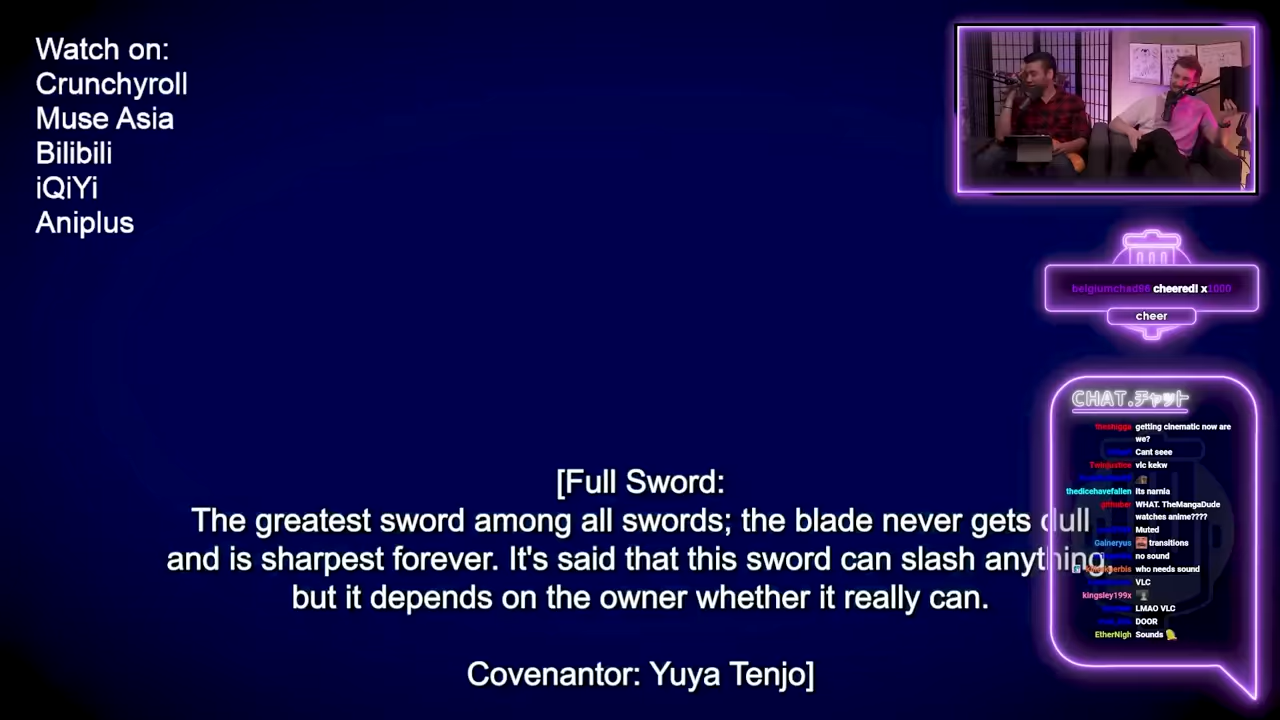 Watch on:
Crunchyroll
Muse Asia
Bilibili
iQiYi
Aniplus
belgiumchad96 cheered! x1000
cheer
CHAT.チャット
getting cinematic now are
we?
Cant seee
Twinjustice vlc kekw
thedicehavefallen Its narnia
WHAT. TheMangaDude
watches anime????
Muted
Galneryus transitions
no sound
who needs sound
VLC
kingsley199x
LMAO VLC
DOOR
EtherNigh Sounds
[Full Sword:
The greatest sword among all swords; the blade never gets dull
and is sharpest forever. It's said that this sword can slash anything,
but it depends on the owner whether it really can.
Covenantor: Yuya Tenjo]